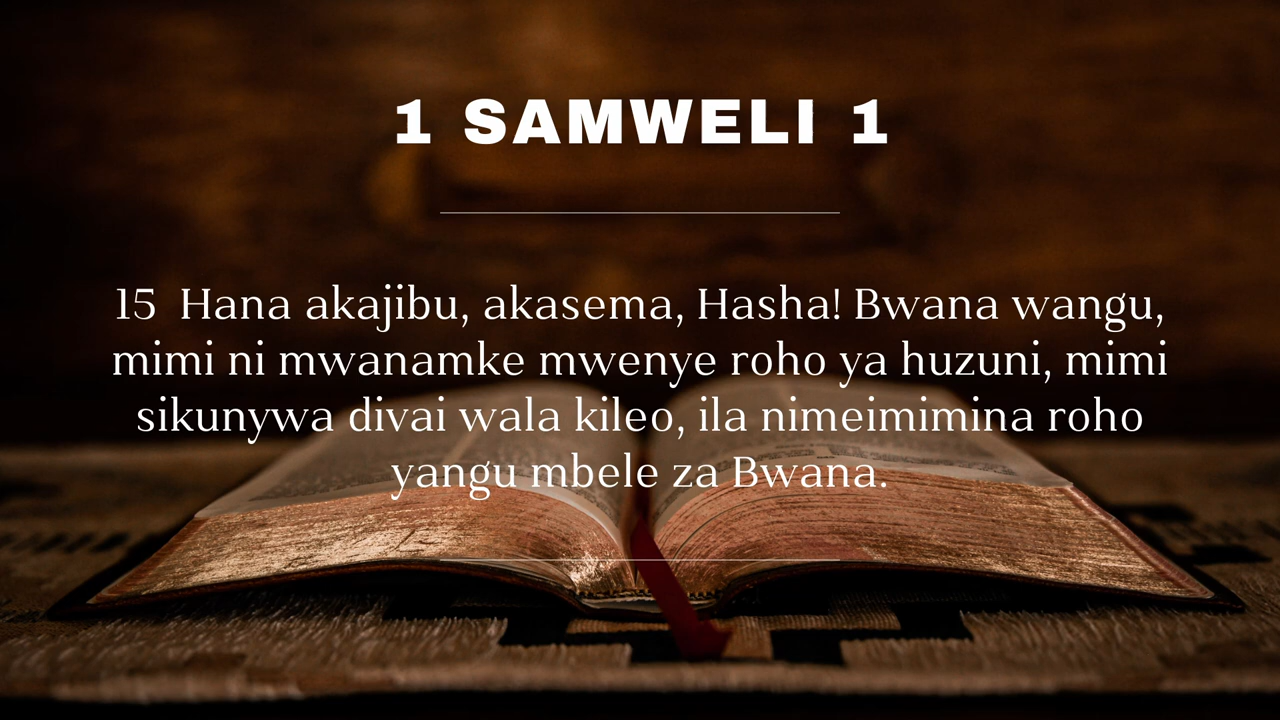 1 SAMWELI 1
15 Hana akajibu, akasema, Hasha! Bwana wangu,
mimi ni mwanamke mwenye roho ya huzuni, mimi
sikunywa divai wala kileo, ila nimeimimina roho
yangu mbele za Bwana.